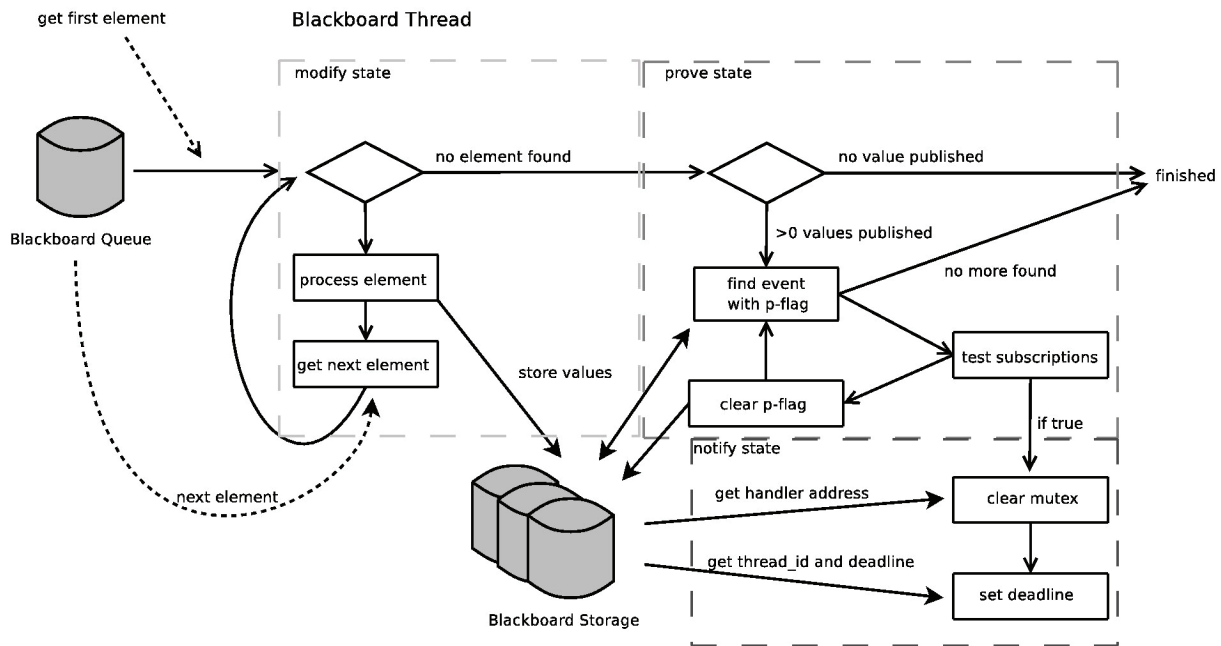 get first element
Blackboard Thread
modify state
prove state
no element found
no value published
finished
Blackboard Queue
>0 values published
process element
find event
with p-flag
no more found
get next element
test subscriptions
store values
clear p-flag
if true
notify state
next element
get handler address
clear mutex
get thread_id and deadline
set deadline
Blackboard Storage